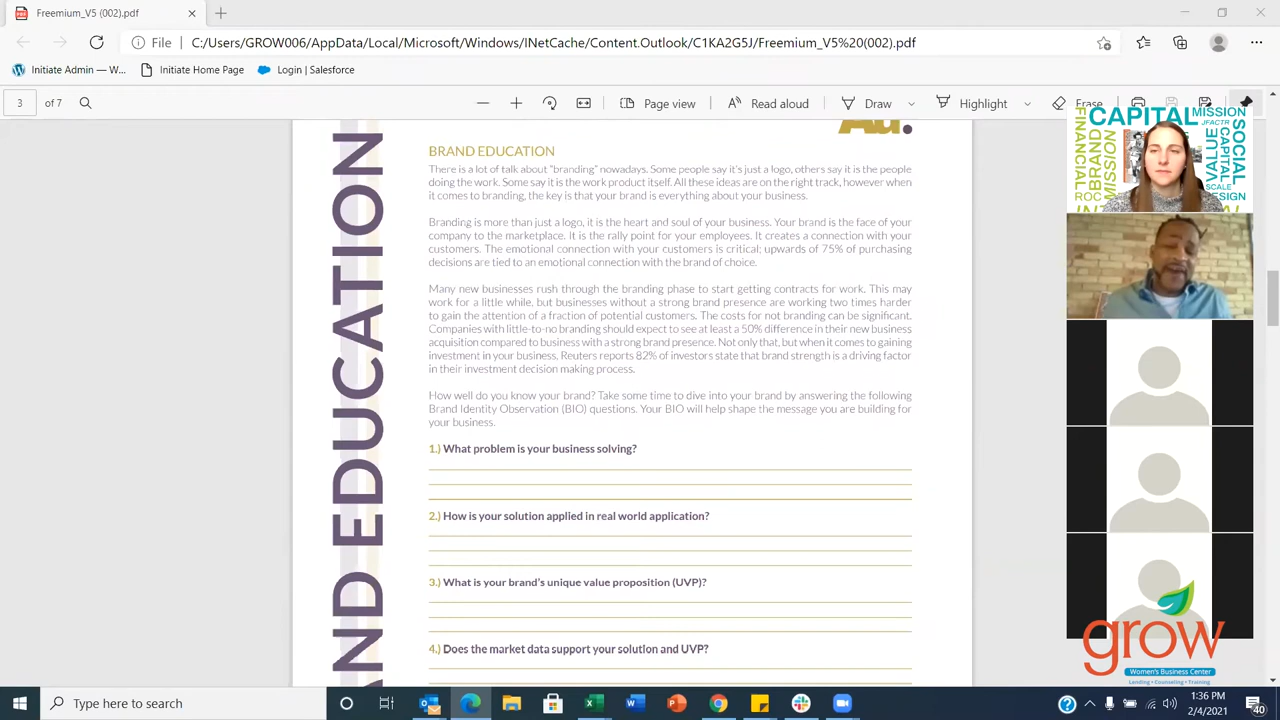 Freemium_V5 (002).pdf
File C:/Users/GROW006/AppData/Local/Microsoft/Windows/INetCache/Content.Outlook/C1KA2G5J/Freemium_V5%20(002).pdf
Initiate Admin — W... Initiate Home Page Login | Salesforce
3 of 7 Page view Read aloud Draw Highlight Erase
Au.
BRAND EDUCATION
There is a lot of talk about “branding” nowadays. Some people say it’s just a logo, others say it is the people
doing the work. Some say it is the work product itself. All these ideas are on the right track, however when
it comes to branding, the key is that your brand is everything about your business.
Branding is more than just a logo, it is the heart and soul of your business. Your brand is the face of your
company to the marketplace. It is the rally point for your employees. It creates a connection with your
customers. The emotional connection with your customers is critical, upwards of 75% of purchasing
decisions are tied to an emotional connection with the brand of choice.
Many new businesses rush through the branding phase to start getting contracts for work. This may
work for a little while, but businesses without a strong brand presence are working two times harder
to gain the attention of a fraction of potential customers. The costs for not branding can be significant.
Companies with little-to-no branding should expect to see at least a 50% difference in their new business
acquisition compared to business with a strong brand presence. Not only that, but when it comes to gaining
investment in your business, Reuters reports 82% of investors state that brand strength is a driving factor
in their investment decision making process.
How well do you know your brand? Take some time to dive into your brand by answering the following
Brand Identity Observation (BIO) questions. Your BIO will help shape the message you are building for
your business.
1.) What problem is your business solving?
2.) How is your solution applied in real world application?
3.) What is your brand’s unique value proposition (UVP)?
4.) Does the market data support your solution and UVP?
ND EDUCATION
CAPITAL MISSION
JFACTR
FINANCIAL
BRAND
MISSION
ROC
VALUE
CAPITAL
SOCIAL
SCALE
ESIGN
grow
Women's Business Center
Lending • Counseling • Training
Type here to search
1:36 PM
2/4/2021
40